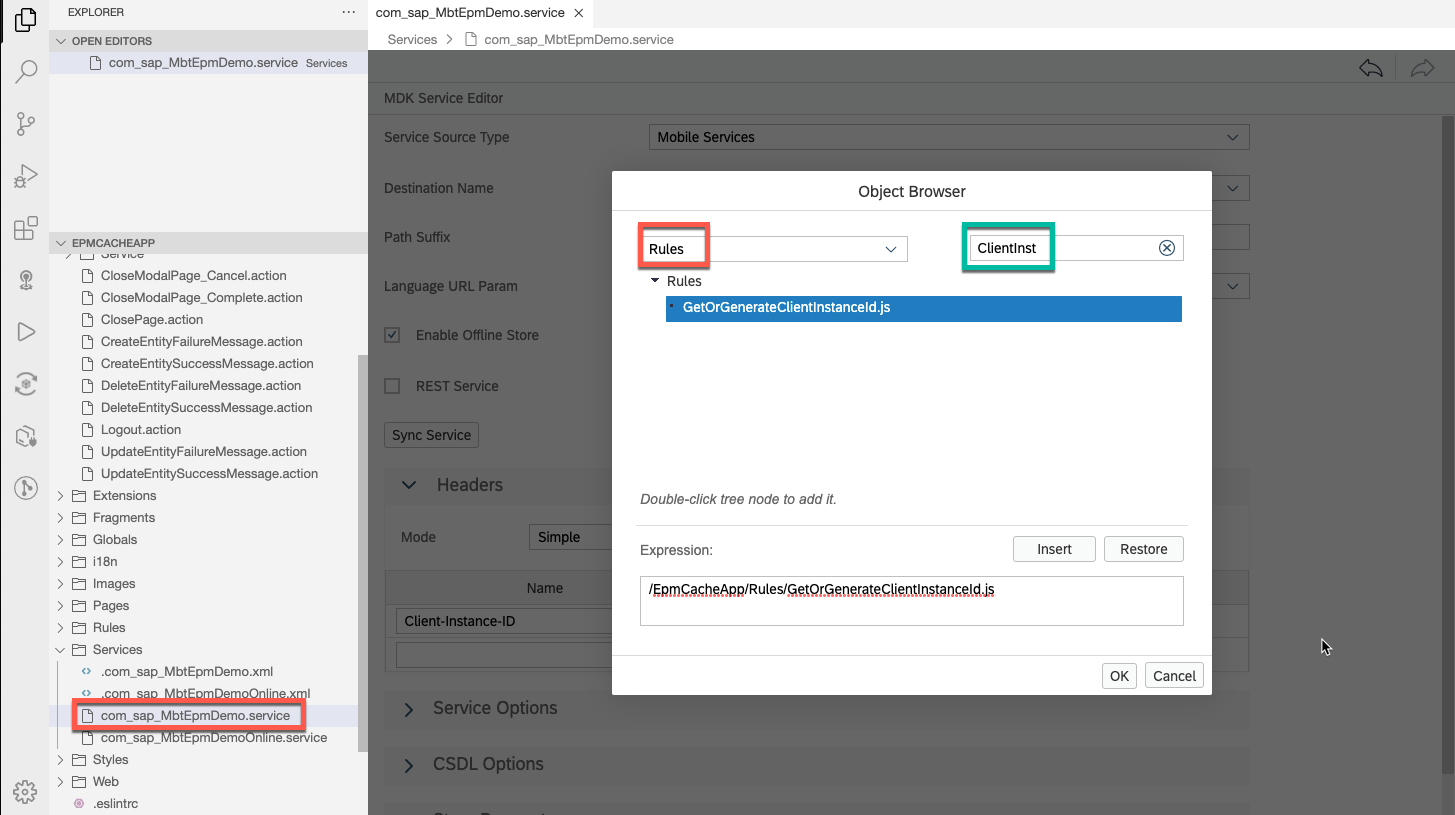 EXPLORER
OPEN EDITORS
com_sap_MbtEpmDemo.service Services
EPMCACHEAPP
Service
CloseModalPage_Cancel.action
CloseModalPage_Complete.action
ClosePage.action
CreateEntityFailureMessage.action
CreateEntitySuccessMessage.action
DeleteEntityFailureMessage.action
DeleteEntitySuccessMessage.action
Logout.action
UpdateEntityFailureMessage.action
UpdateEntitySuccessMessage.action
Extensions
Fragments
Globals
i18n
Images
Pages
Rules
Services
.com_sap_MbtEpmDemo.xml
.com_sap_MbtEpmDemoOnline.xml
com_sap_MbtEpmDemo.service
com_sap_MbtEpmDemoOnline.service
Styles
Web
.eslintrc
com_sap_MbtEpmDemo.service
Services > com_sap_MbtEpmDemo.service
MDK Service Editor
Service Source Type Mobile Services
Destination Name
Path Suffix
Language URL Param
Enable Offline Store
REST Service
Sync Service
Headers
Mode Simple
Name
Client-Instance-ID
Service Options
CSDL Options
Object Browser
Rules ClientInst
Rules
GetOrGenerateClientInstanceId.js
Double-click tree node to add it.
Expression: Insert Restore
/EpmCacheApp/Rules/GetOrGenerateClientInstanceId.js
OK Cancel